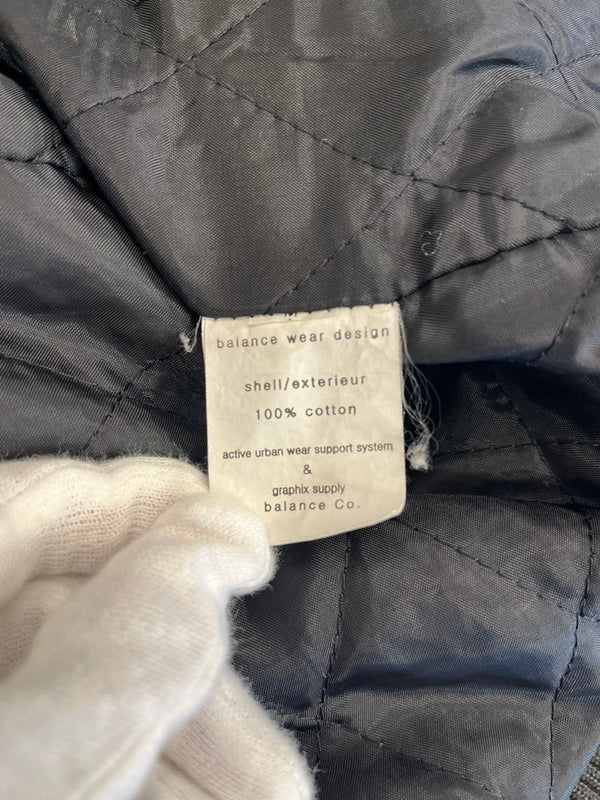 M
balance wear design
shell/exterieur
100% cotton
active urban wear support system
&
graphix supply
balance Co.